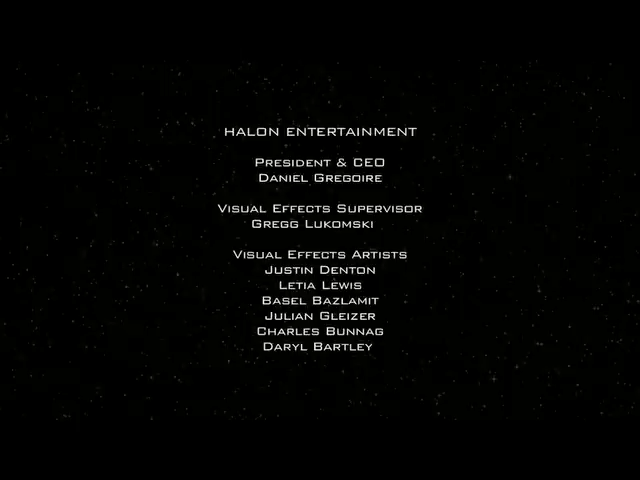 HALON ENTERTAINMENT
PRESIDENT & CEO
DANIEL GREGOIRE
VISUAL EFFECTS SUPERVISOR
GREGG LUKOMSKI
VISUAL EFFECTS ARTISTS
JUSTIN DENTON
LETIA LEWIS
BASEL BAZLAMIT
JULIAN GLEIZER
CHARLES BUNNAG
DARYL BARTLEY